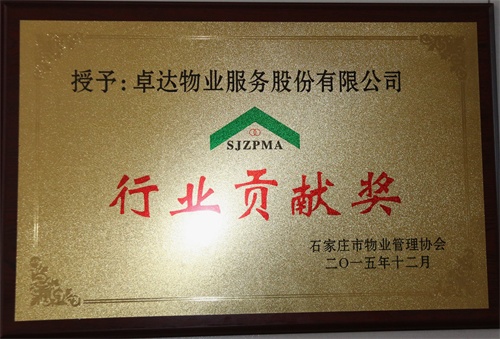 授予：卓达物业服务股份有限公司
SJZPMA
行业贡献奖
石家庄市物业管理协会
二〇一五年十二月